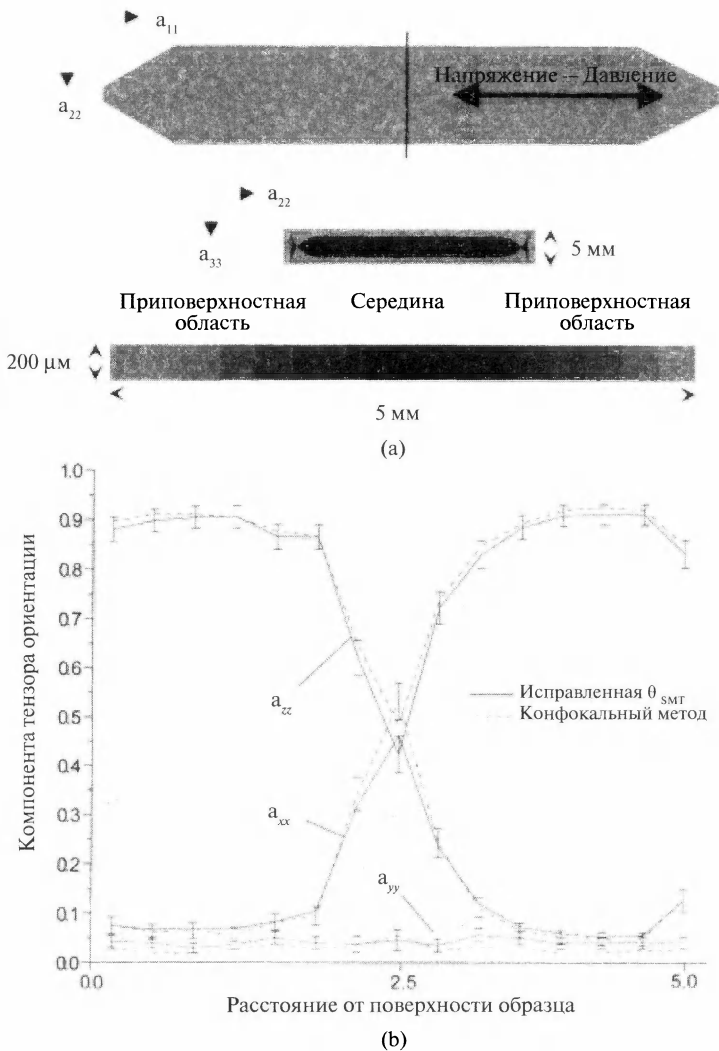 a11
a22
Напряжение – Давление
a22
a33
5 мм
Приповерхностная область
Середина
Приповерхностная область
200 μм
5 мм
(a)
Компонента тензора ориентации
1.0
0.9
0.8
0.7
0.6
0.5
0.4
0.3
0.2
0.1
0.0
azz
axx
ayy
Исправленная θ SMT
Конфокальный метод
0.0
2.5
5.0
Расстояние от поверхности образца
(b)